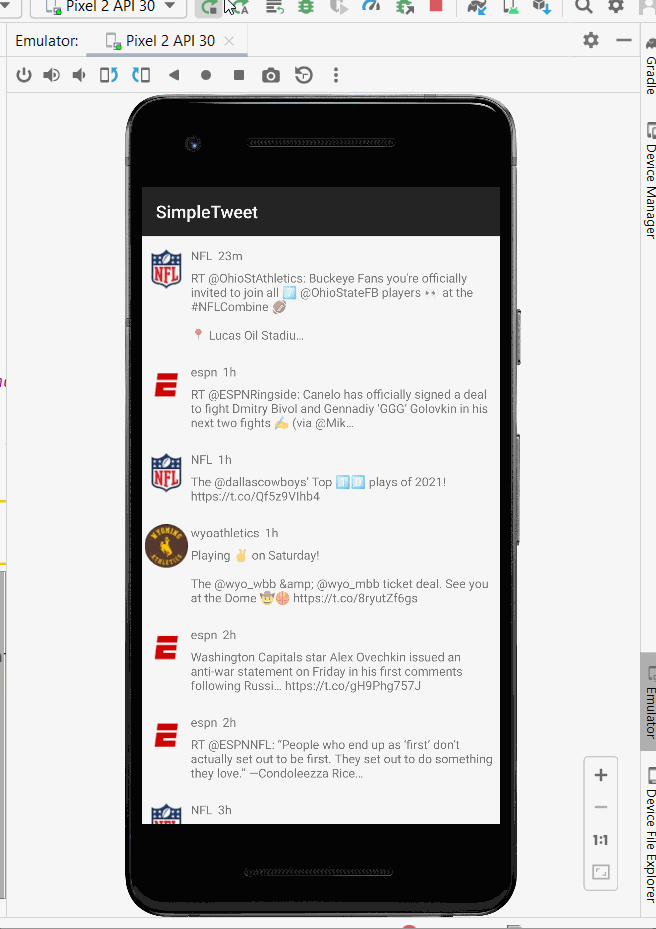 Pixel 2 API 30
Emulator:
Pixel 2 API 30
Gradle
Device Manager
SimpleTweet
NFL 23m
RT @OhioStAthletics: Buckeye Fans you're officially
invited to join all 7️⃣ @OhioStateFB players 👀 at the
#NFLCombine 🏈
📍 Lucas Oil Stadiu…
espn 1h
RT @ESPNRingside: Canelo has officially signed a deal
to fight Dmitry Bivol and Gennadiy 'GGG' Golovkin in his
next two fights ✍️ (via @Mik…
NFL 1h
The @dallascowboys' Top 1️⃣0️⃣ plays of 2021!
https://t.co/Qf5z9VIhb4
WYOMING
ATHLETICS
wyoathletics 1h
Playing ✌️ on Saturday!
The @wyo_wbb &amp; @wyo_mbb ticket deal. See you
at the Dome 🤠🏀 https://t.co/8ryutZf6gs
espn 2h
Washington Capitals star Alex Ovechkin issued an
anti-war statement on Friday in his first comments
following Russi… https://t.co/gH9Phg757J
espn 2h
RT @ESPNNFL: “People who end up as ‘first’ don’t
actually set out to be first. They set out to do something
they love.” —Condoleezza Rice…
NFL 3h
Emulator
1:1
Device File Explorer